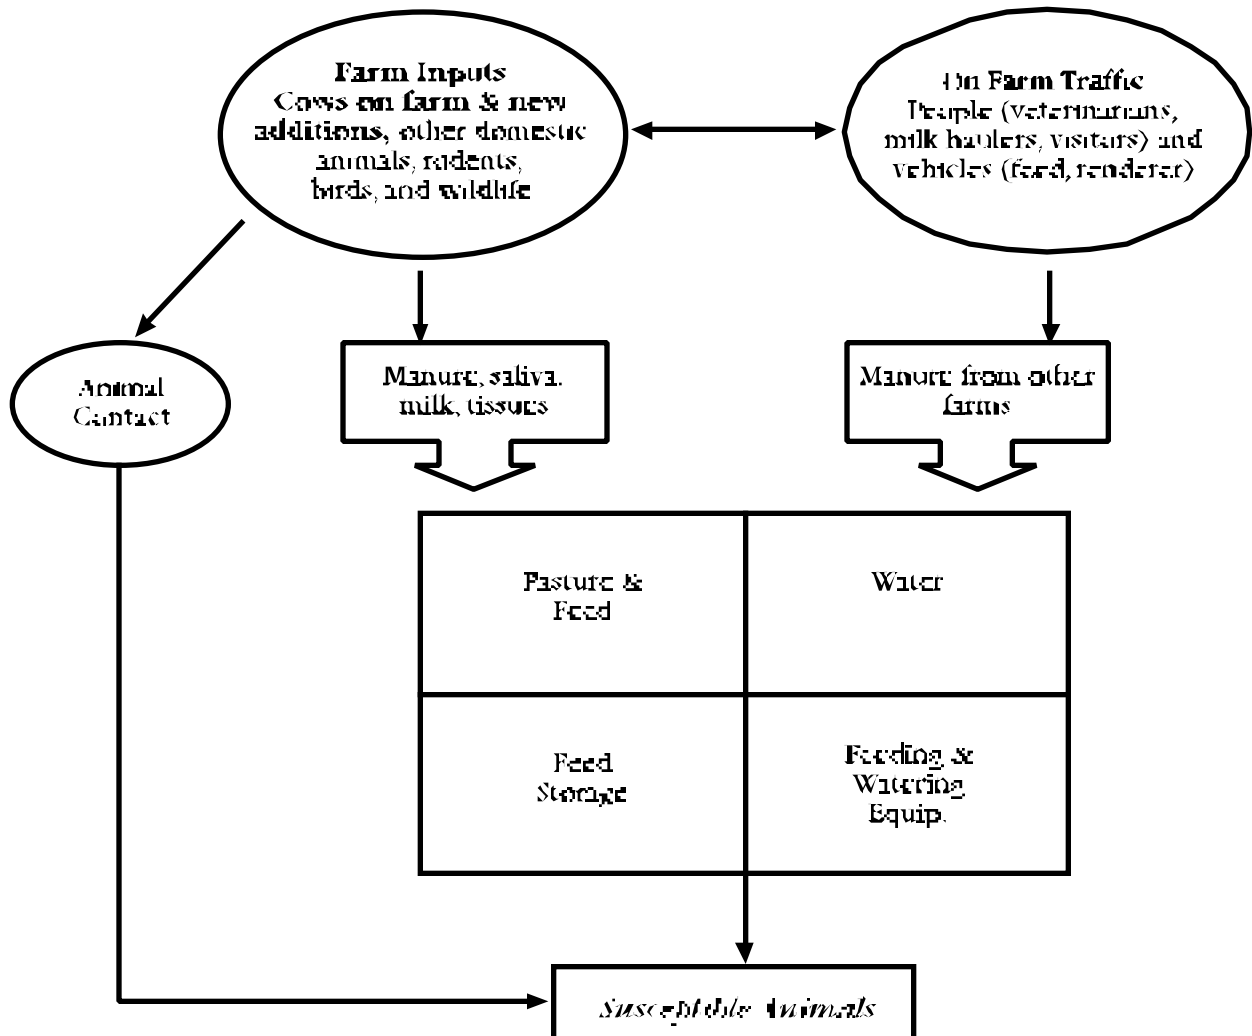 Farm Inputs
Cows on farm & new
additions, other domestic
animals, rodents,
birds, and wildlife
On Farm Traffic
People (veterinarians,
milk haulers, visitors) and
vehicles (feed, renderer)
Animal
Contact
Manure, saliva,
milk, tissues
Manure from other
farms
Pasture &
Feed
Water
Feed
Storage
Feeding &
Watering
Equip.
Susceptible Animals